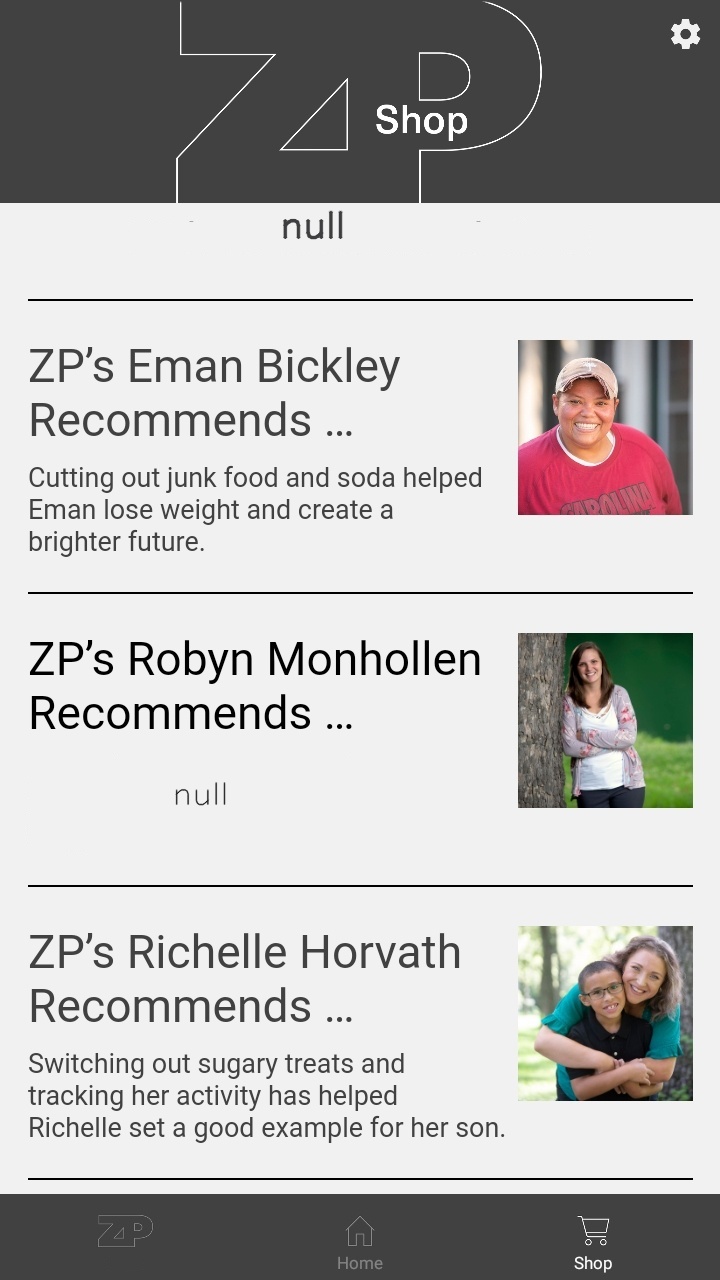 ZP
Shop
null
ZP’s Eman Bickley
Recommends …
Cutting out junk food and soda helped
Eman lose weight and create a
brighter future.
CAROLINA
ZP’s Robyn Monhollen
Recommends …
null
ZP’s Richelle Horvath
Recommends …
Switching out sugary treats and
tracking her activity has helped
Richelle set a good example for her son.
ZP
Home
Shop